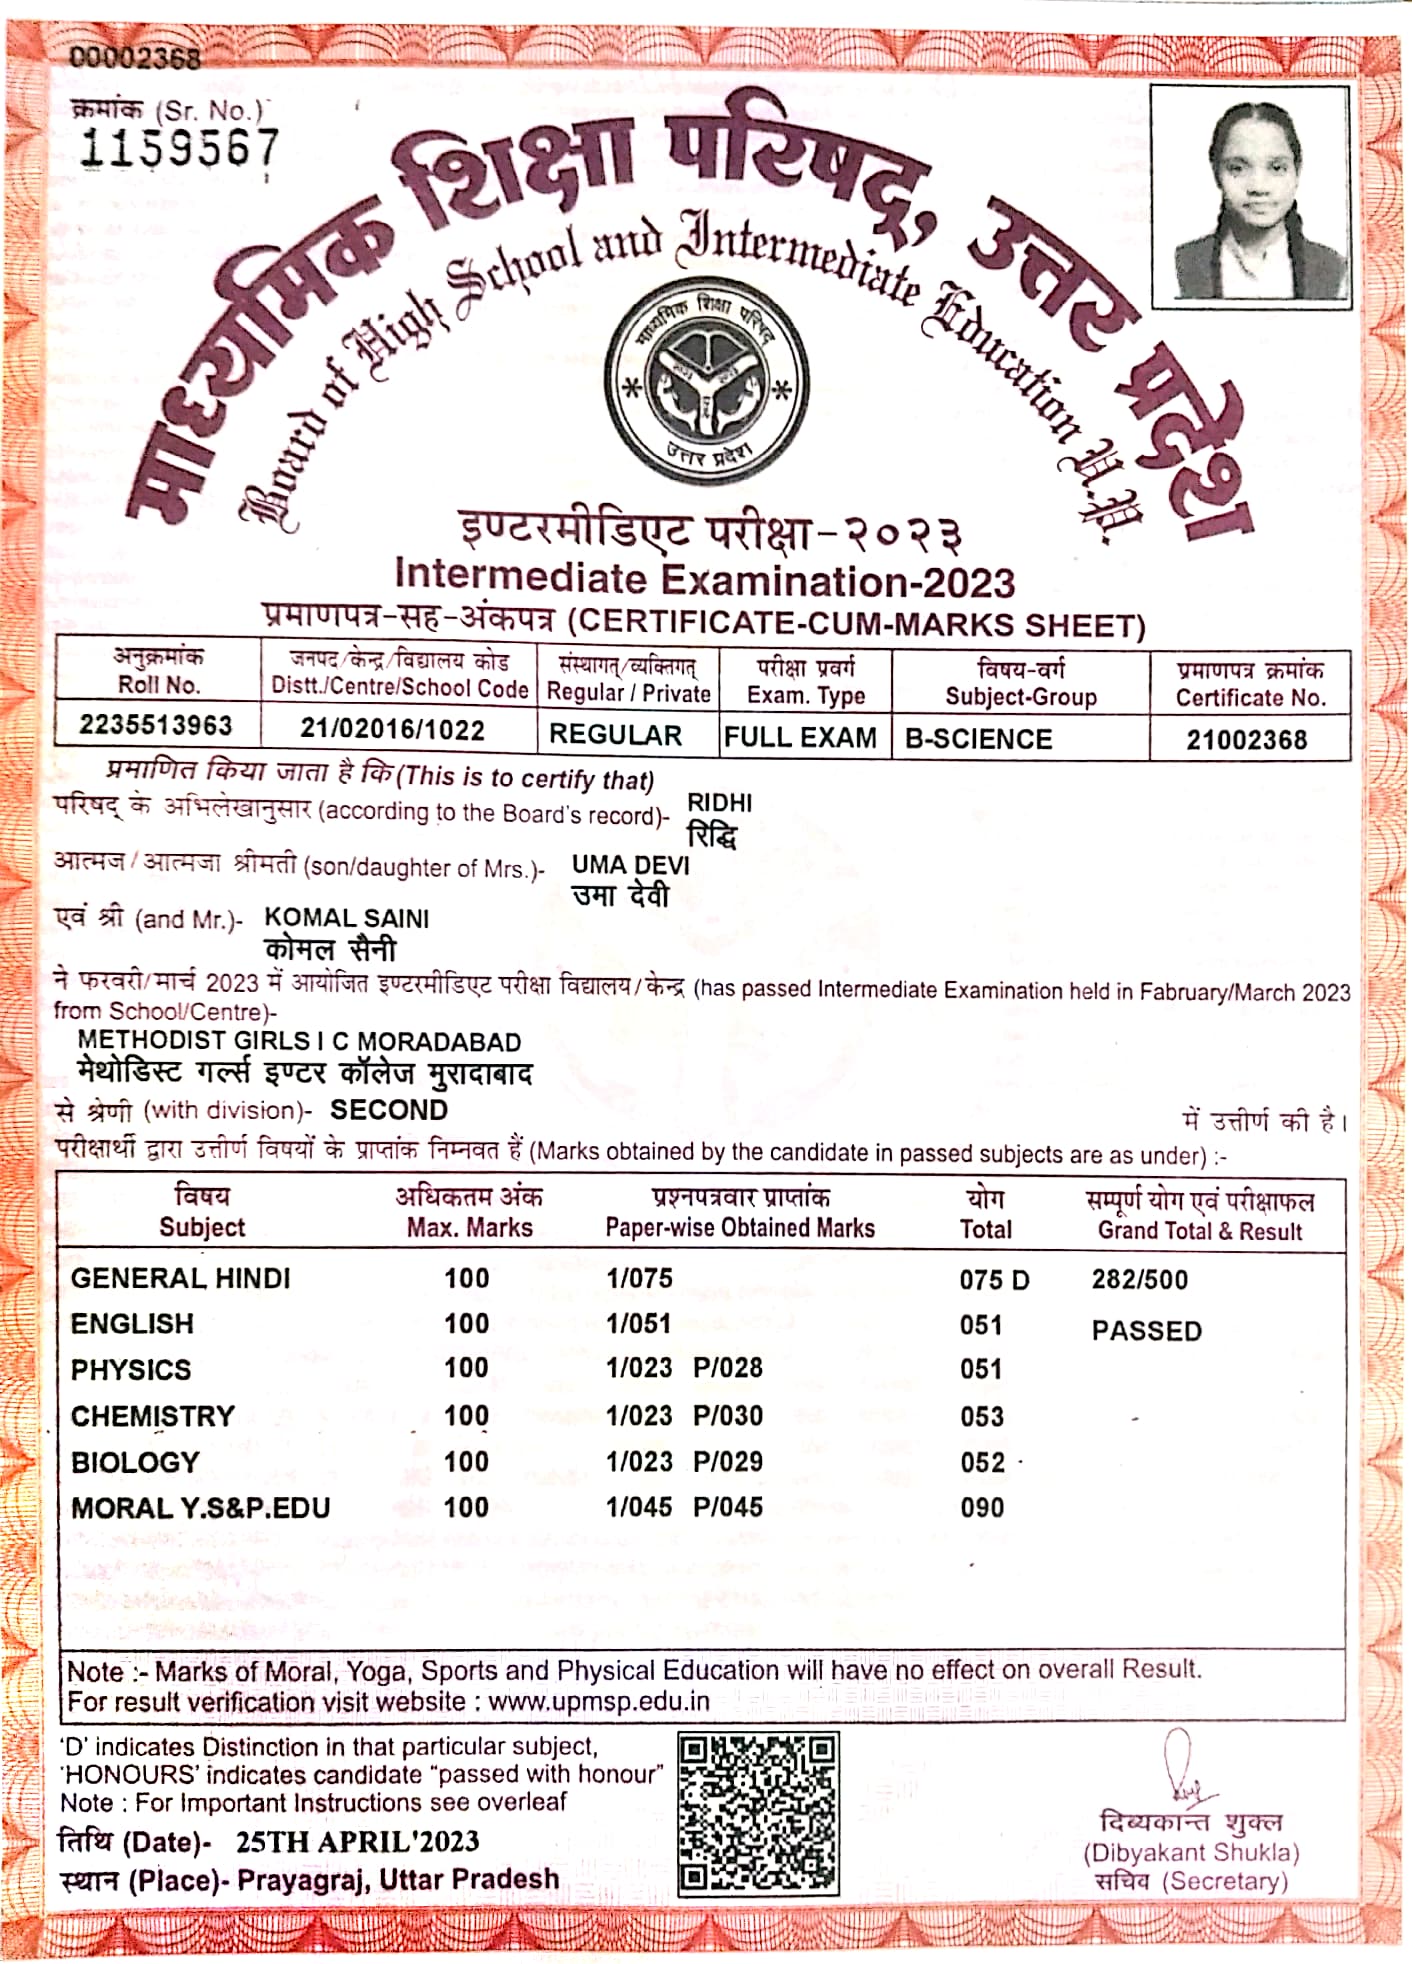 00002368
क्रमांक (Sr. No.)
1159567
माध्यमिक शिक्षा परिषद्, उत्तर प्रदेश
Board of High School and Intermediate Education U.P.
माध्यमिक शिक्षा परिषद
उत्तर प्रदेश
इण्टरमीडिएट परीक्षा-२०२३
Intermediate Examination-2023
प्रमाणपत्र-सह-अंकपत्र (CERTIFICATE-CUM-MARKS SHEET)
अनुक्रमांक जनपद/केन्द्र/विद्यालय कोड संस्थागत्/व्यक्तिगत् परीक्षा प्रवर्ग विषय-वर्ग प्रमाणपत्र क्रमांक
Roll No. Distt./Centre/School Code Regular / Private Exam. Type Subject-Group Certificate No.
2235513963 21/02016/1022 REGULAR FULL EXAM B-SCIENCE 21002368
प्रमाणित किया जाता है कि (This is to certify that)
परिषद् के अभिलेखानुसार (according to the Board's record)- RIDHI
रिद्धि
आत्मज/आत्मजा श्रीमती (son/daughter of Mrs.)- UMA DEVI
उमा देवी
एवं श्री (and Mr.)- KOMAL SAINI
कोमल सैनी
ने फरवरी/मार्च 2023 में आयोजित इण्टरमीडिएट परीक्षा विद्यालय/केन्द्र (has passed Intermediate Examination held in Fabruary/March 2023
from School/Centre)-
METHODIST GIRLS I C MORADABAD
मेथोडिस्ट गर्ल्स इण्टर कॉलेज मुरादाबाद
से श्रेणी (with division)- SECOND में उत्तीर्ण की है।
परीक्षार्थी द्वारा उत्तीर्ण विषयों के प्राप्तांक निम्नवत हैं (Marks obtained by the candidate in passed subjects are as under) :-
विषय अधिकतम अंक प्रश्नपत्रवार प्राप्तांक योग सम्पूर्ण योग एवं परीक्षाफल
Subject Max. Marks Paper-wise Obtained Marks Total Grand Total & Result
GENERAL HINDI 100 1/075 075 D 282/500
ENGLISH 100 1/051 051 PASSED
PHYSICS 100 1/023 P/028 051
CHEMISTRY 100 1/023 P/030 053
BIOLOGY 100 1/023 P/029 052
MORAL Y.S&P.EDU 100 1/045 P/045 090
Note :- Marks of Moral, Yoga, Sports and Physical Education will have no effect on overall Result.
For result verification visit website : www.upmsp.edu.in
'D' indicates Distinction in that particular subject,
'HONOURS' indicates candidate "passed with honour"
Note : For Important Instructions see overleaf
तिथि (Date)- 25TH APRIL'2023
स्थान (Place)- Prayagraj, Uttar Pradesh
दिव्यकान्त शुक्ल
(Dibyakant Shukla)
सचिव (Secretary)